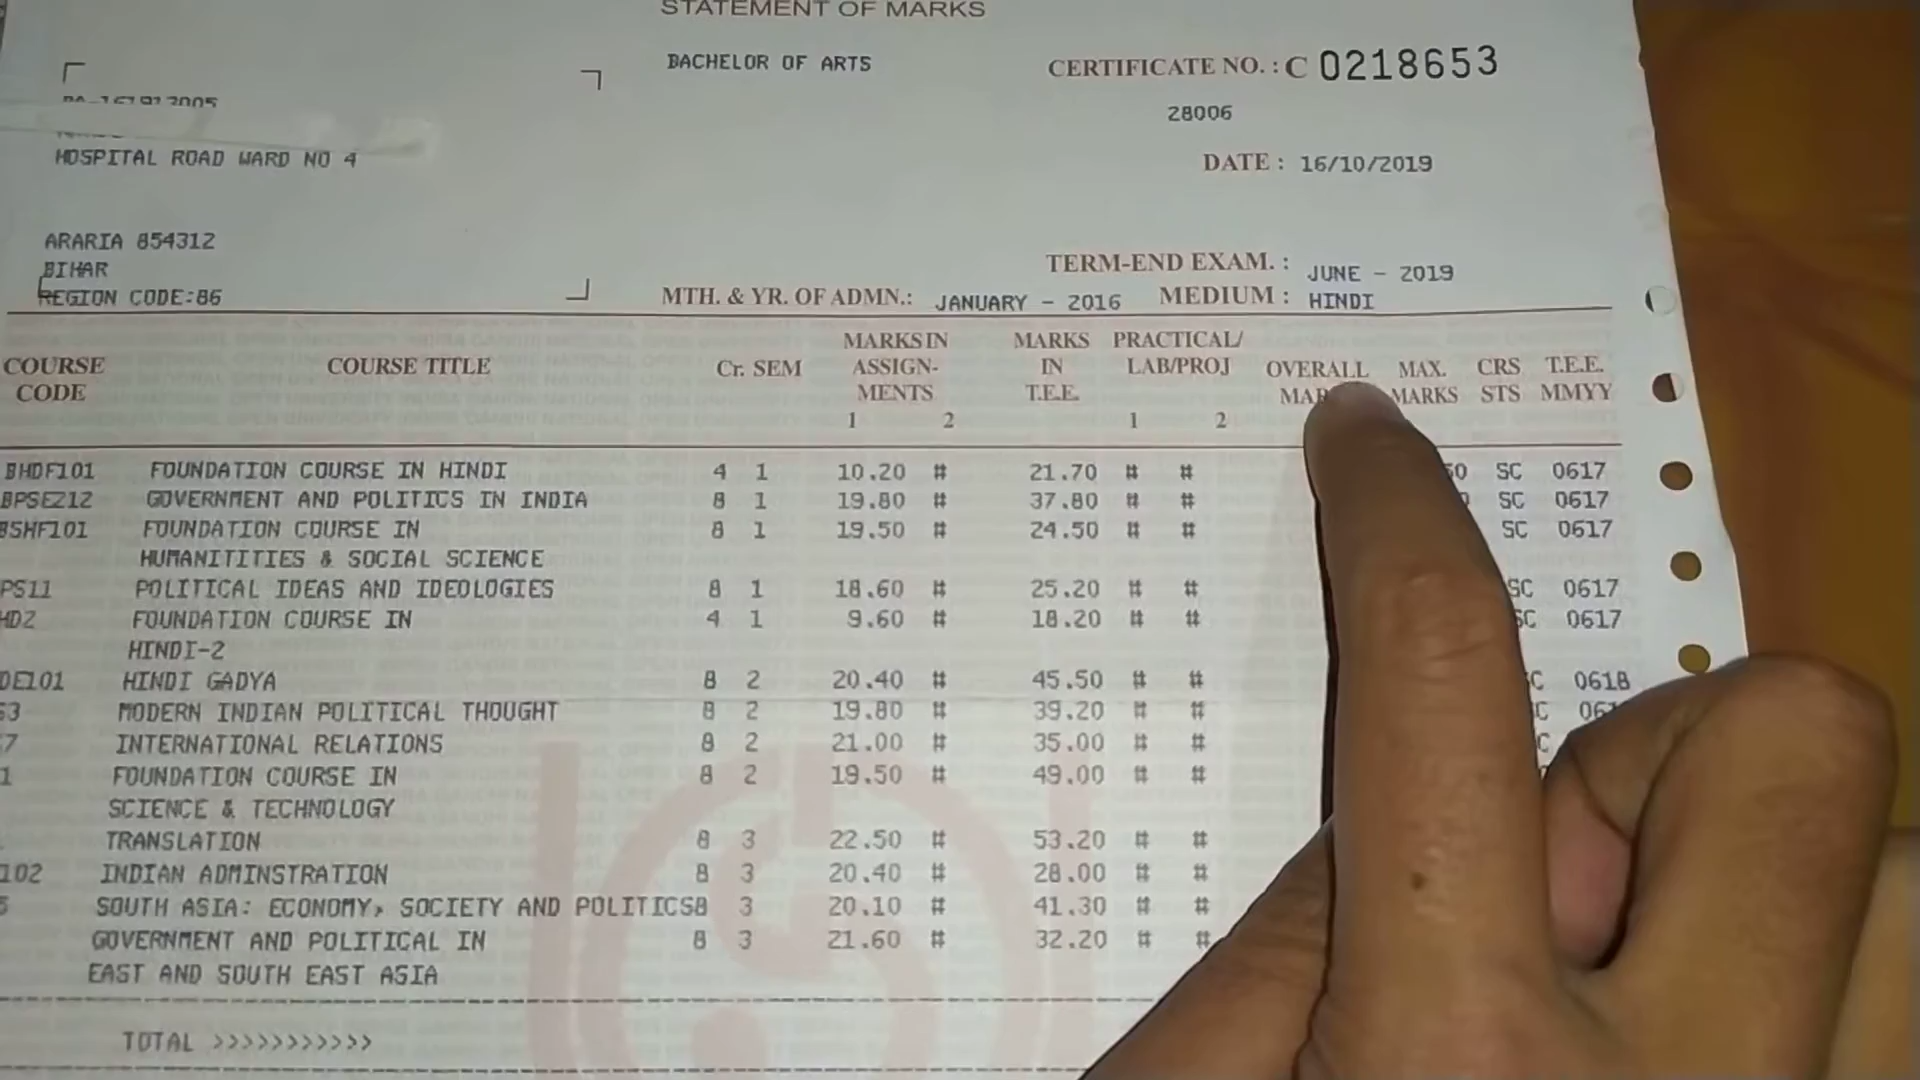 STATEMENT OF MARKS
BACHELOR OF ARTS
CERTIFICATE NO. : C 0218653
28006
HOSPITAL ROAD WARD NO 4
DATE : 16/10/2019
ARARIA 854312
BIHAR
REGION CODE:86
TERM-END EXAM. : JUNE - 2019
MTH. & YR. OF ADMN.: JANUARY - 2016 MEDIUM : HINDI
COURSE CODE COURSE TITLE Cr. SEM MARKS IN ASSIGN- MENTS 1 2 MARKS IN T.E.E. PRACTICAL/ LAB/PROJ 1 2 OVERALL MAX. MARKS CRS STS T.E.E. MMYY
BHDF101 FOUNDATION COURSE IN HINDI 4 1 10.20 # 21.70 # # SC 0617
BPSE212 GOVERNMENT AND POLITICS IN INDIA 8 1 19.80 # 37.80 # # SC 0617
BSHF101 FOUNDATION COURSE IN 8 1 19.50 # 24.50 # # SC 0617
HUMANITITIES & SOCIAL SCIENCE
PS11 POLITICAL IDEAS AND IDEOLOGIES 8 1 18.60 # 25.20 # # SC 0617
HD2 FOUNDATION COURSE IN 4 1 9.60 # 18.20 # # SC 0617
HINDI-2
DE101 HINDI GADYA 8 2 20.40 # 45.50 # # C 0618
MODERN INDIAN POLITICAL THOUGHT 8 2 19.80 # 39.20 # # C
INTERNATIONAL RELATIONS 8 2 21.00 # 35.00 # # C
1 FOUNDATION COURSE IN 8 2 19.50 # 49.00 # #
SCIENCE & TECHNOLOGY
TRANSLATION 8 3 22.50 # 53.20 # #
102 INDIAN ADMINSTRATION 8 3 20.40 # 28.00 # #
SOUTH ASIA: ECONOMY, SOCIETY AND POLITICS8 3 20.10 # 41.30 # #
GOVERNMENT AND POLITICAL IN 8 3 21.60 # 32.20 # #
EAST AND SOUTH EAST ASIA
TOTAL >>>>>>>>>>>